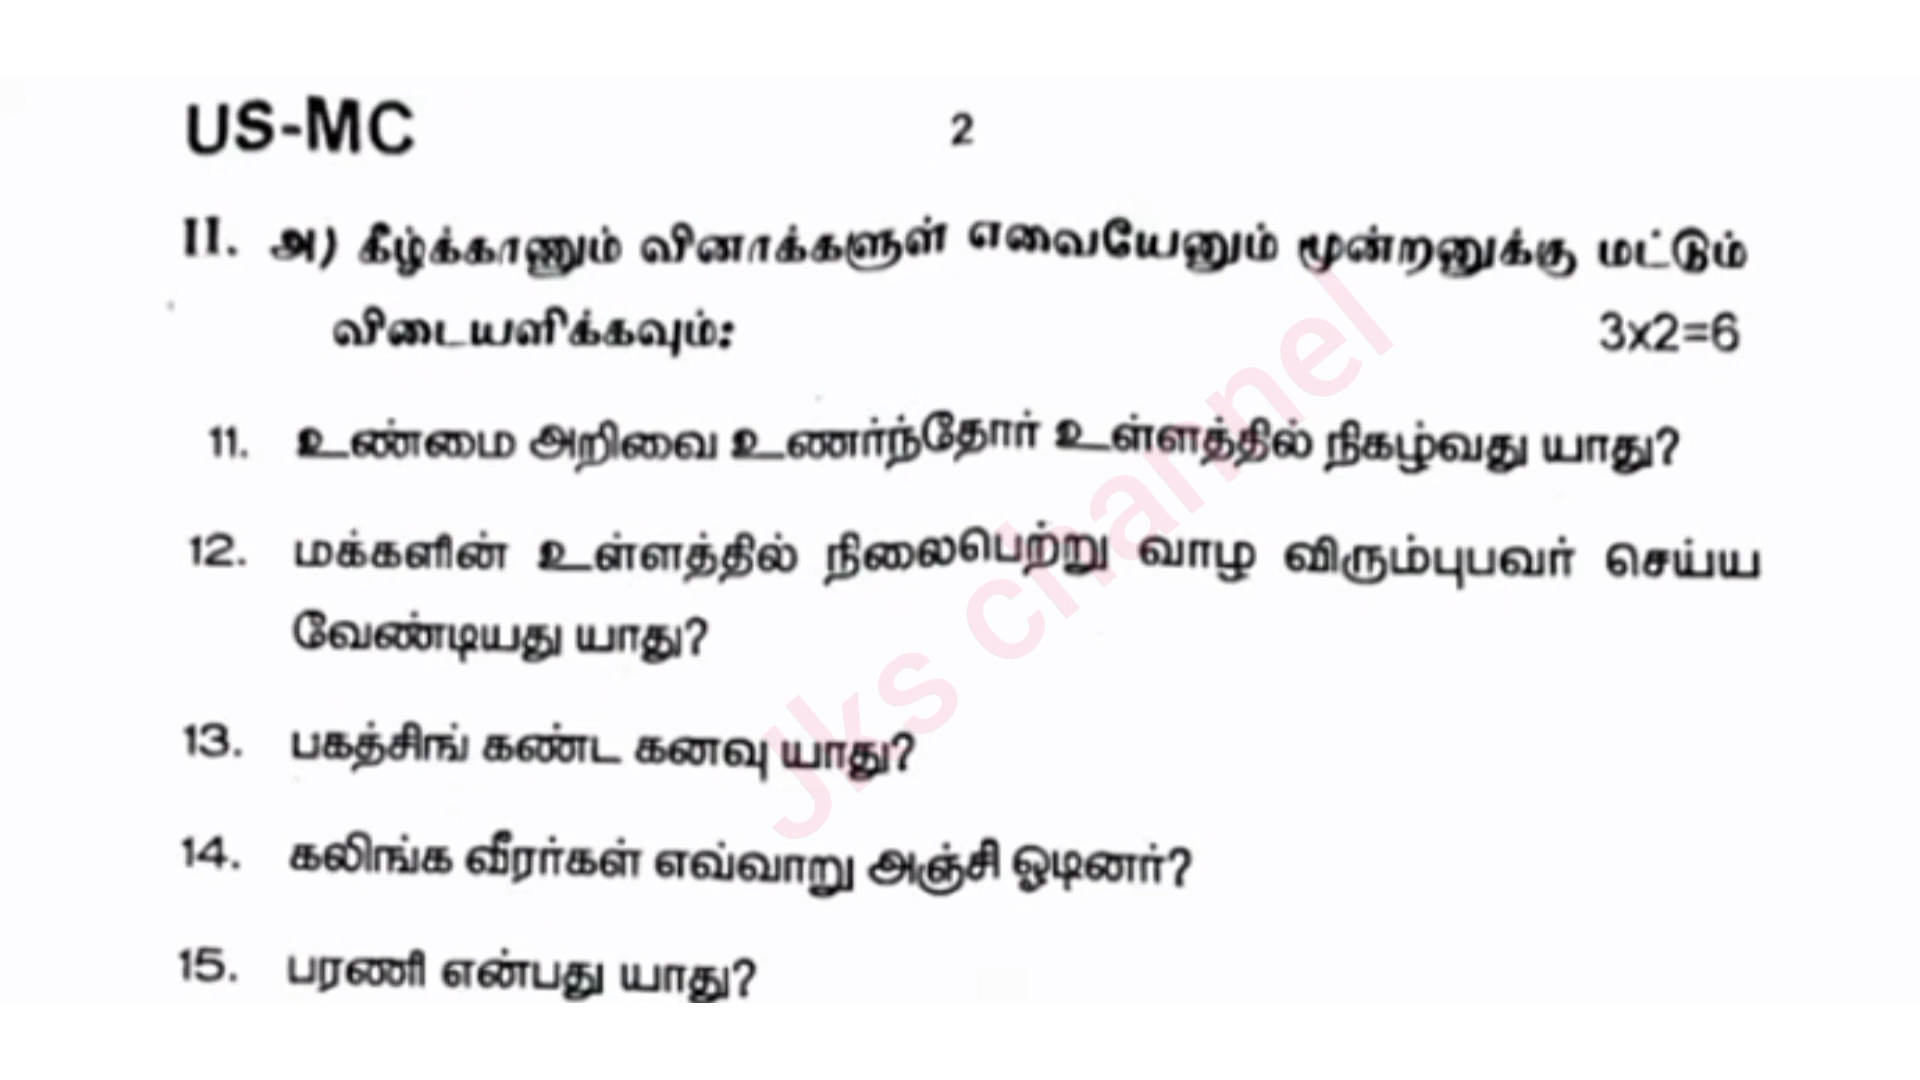 US-MC 2
II. அ) கீழ்க்காணும் வினாக்களுள் எவையேனும் மூன்றனுக்கு மட்டும்
விடையளிக்கவும்: 3x2=6
11. உண்மை அறிவை உணர்ந்தோர் உள்ளத்தில் நிகழ்வது யாது?
12. மக்களின் உள்ளத்தில் நிலைபெற்று வாழ விரும்புபவர் செய்ய
வேண்டியது யாது?
13. பகத்சிங் கண்ட கனவு யாது?
14. கலிங்க வீரர்கள் எவ்வாறு அஞ்சி ஓடினர்?
15. பரணி என்பது யாது?
Jks channel